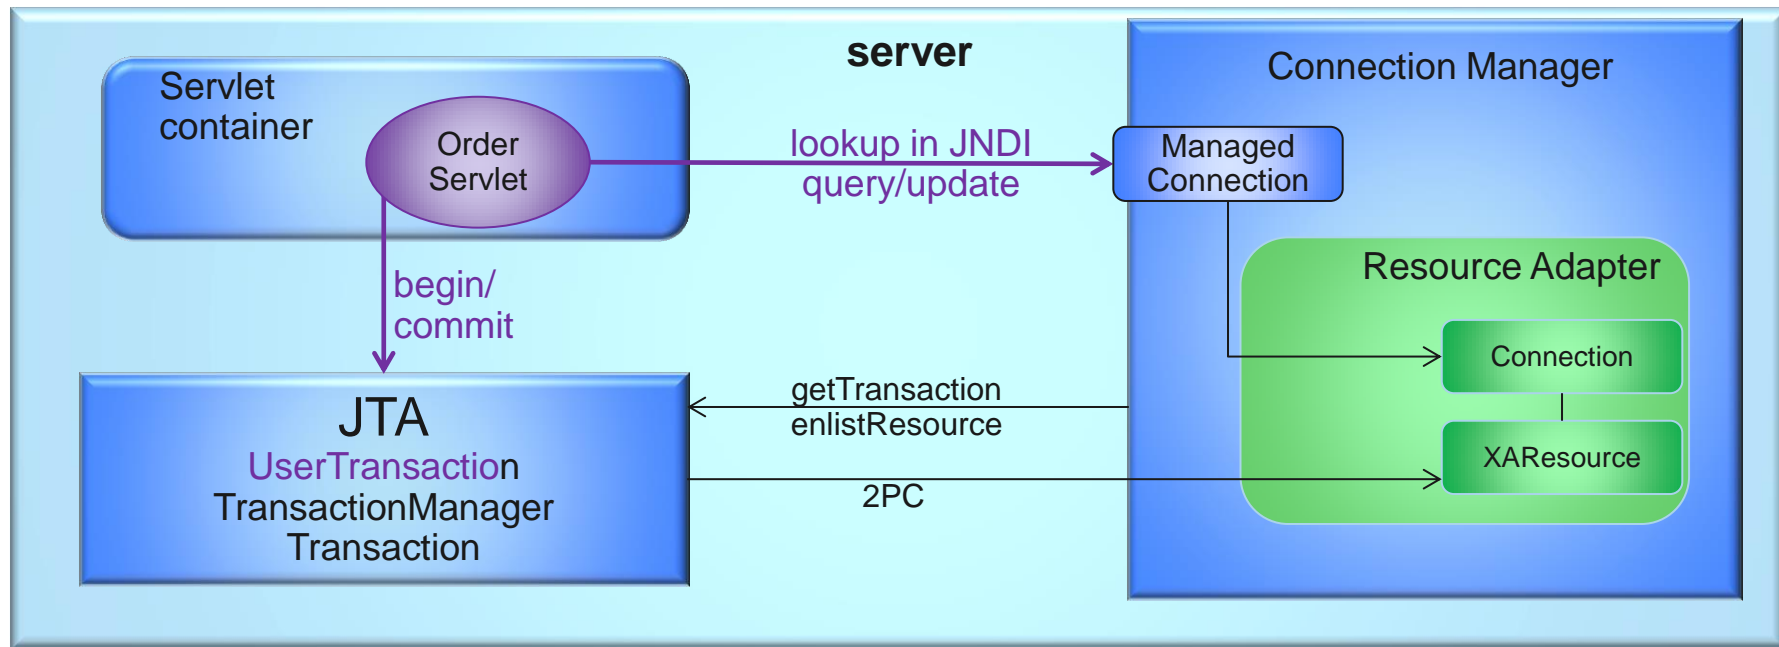 server
Servlet
container
Order
Servlet
lookup in JNDI
query/update
Connection Manager
Managed
Connection
Resource Adapter
Connection
XAResource
begin/
commit
getTransaction
enlistResource
2PC
JTA
UserTransaction
TransactionManager
Transaction